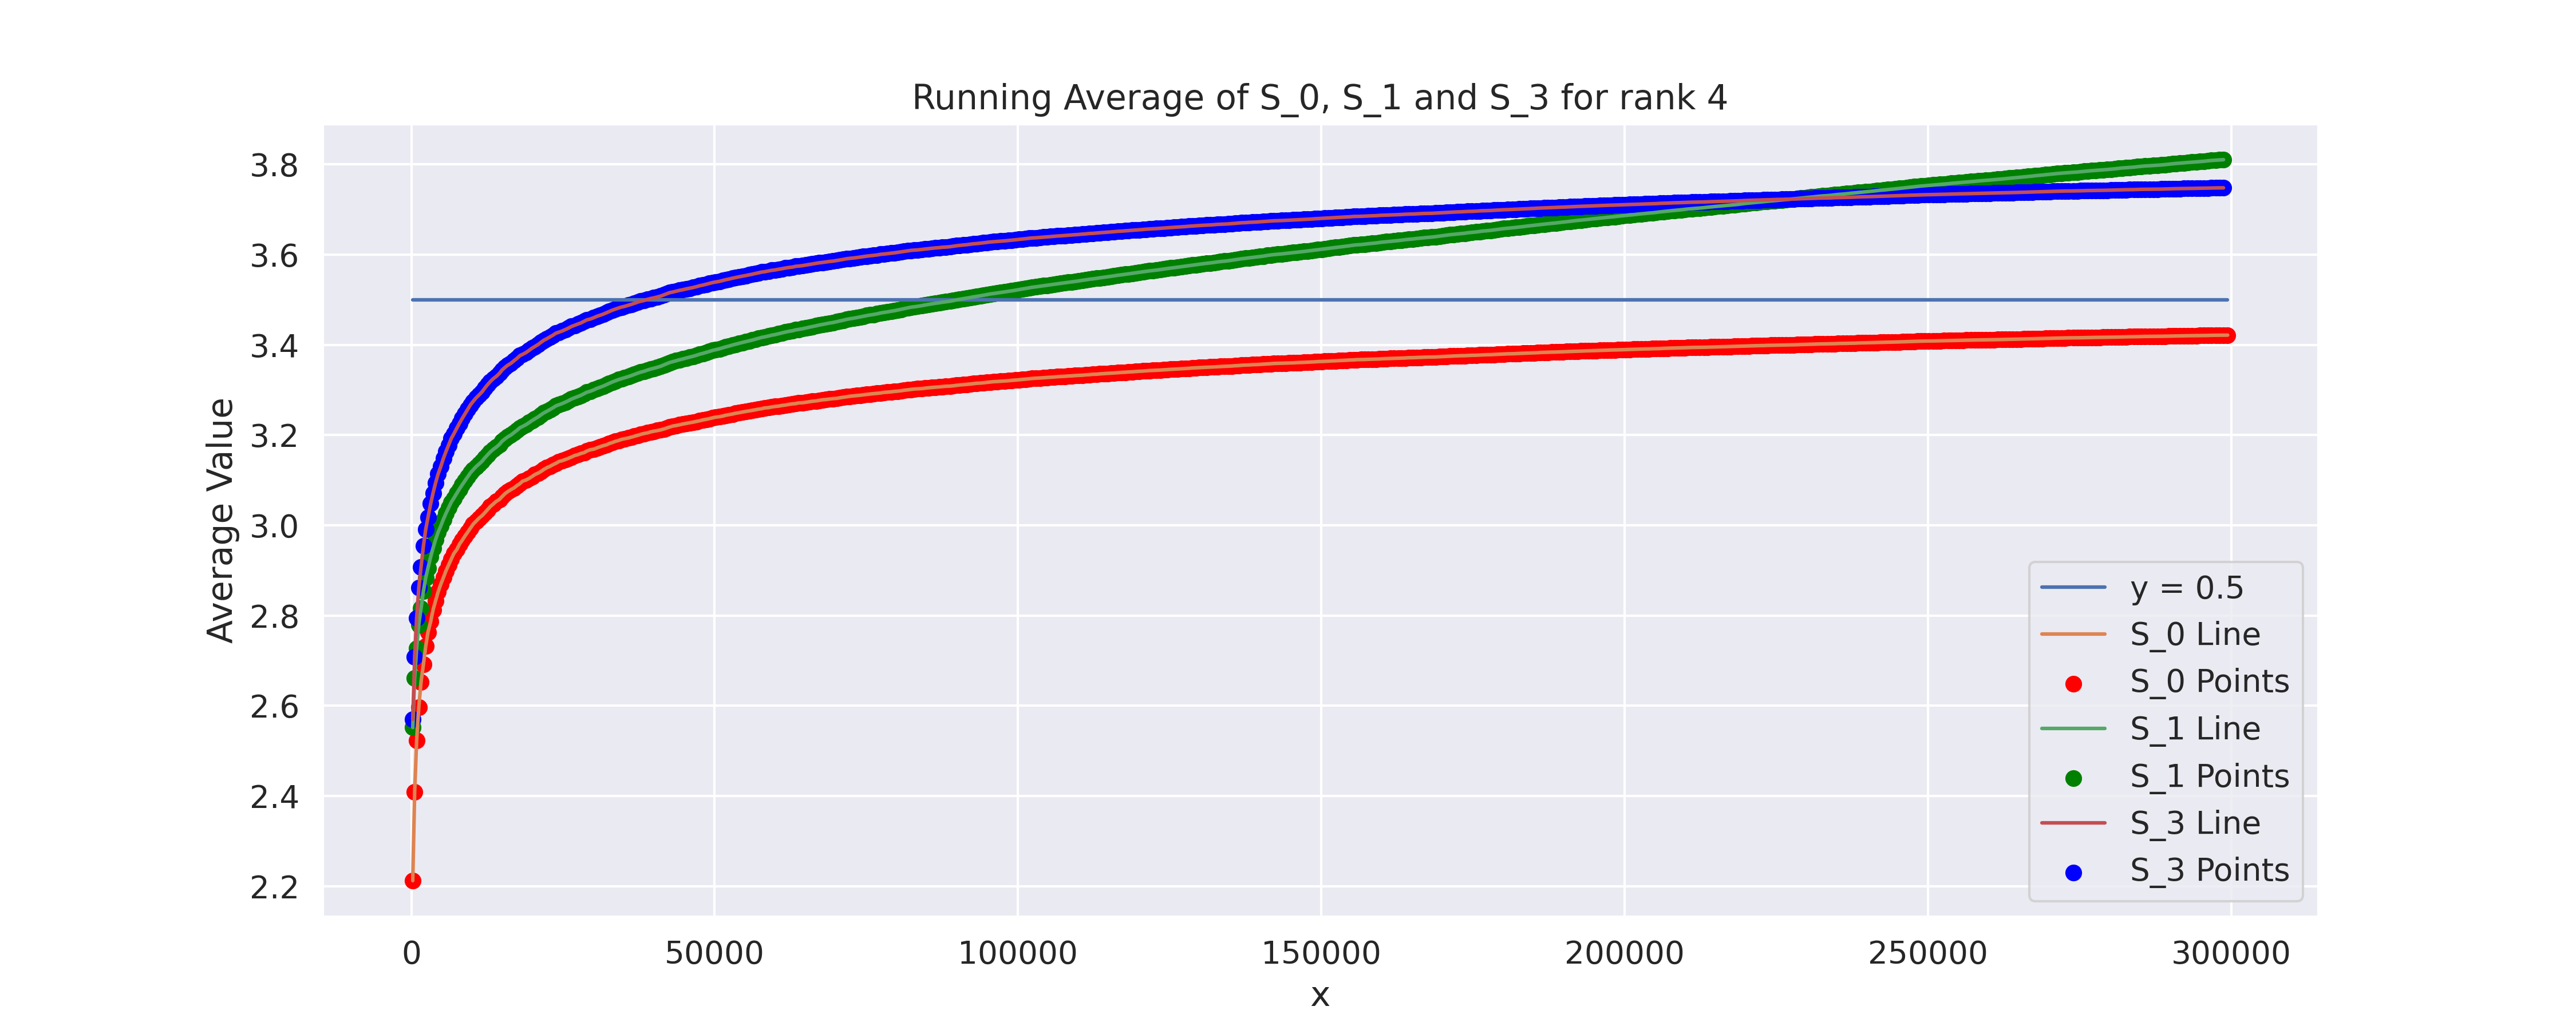 Running Average of S_0, S_1 and S_3 for rank 4
Average Value
3.8
3.6
3.4
3.2
3.0
2.8
2.6
2.4
2.2
y = 0.5
S_0 Line
S_0 Points
S_1 Line
S_1 Points
S_3 Line
S_3 Points
0 50000 100000 150000 200000 250000 300000
x